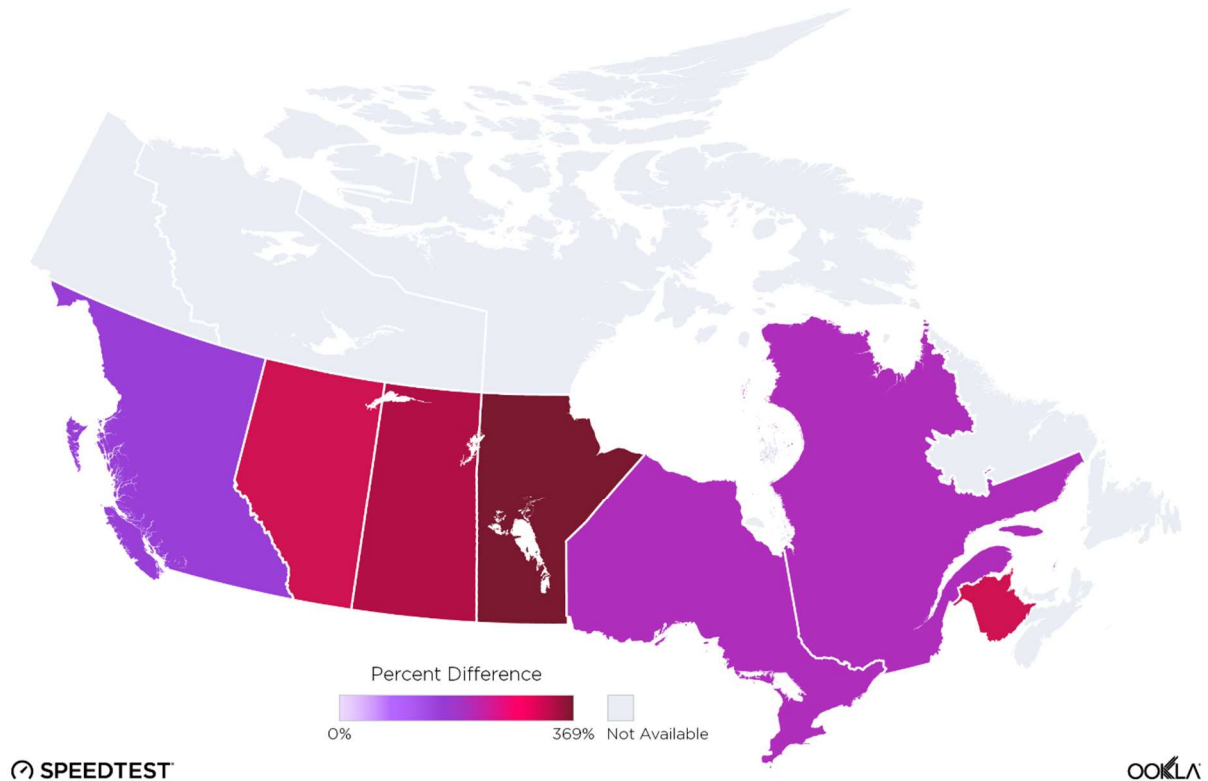 Percent Difference
0%
369%
Not Available
SPEEDTEST
OOKLA